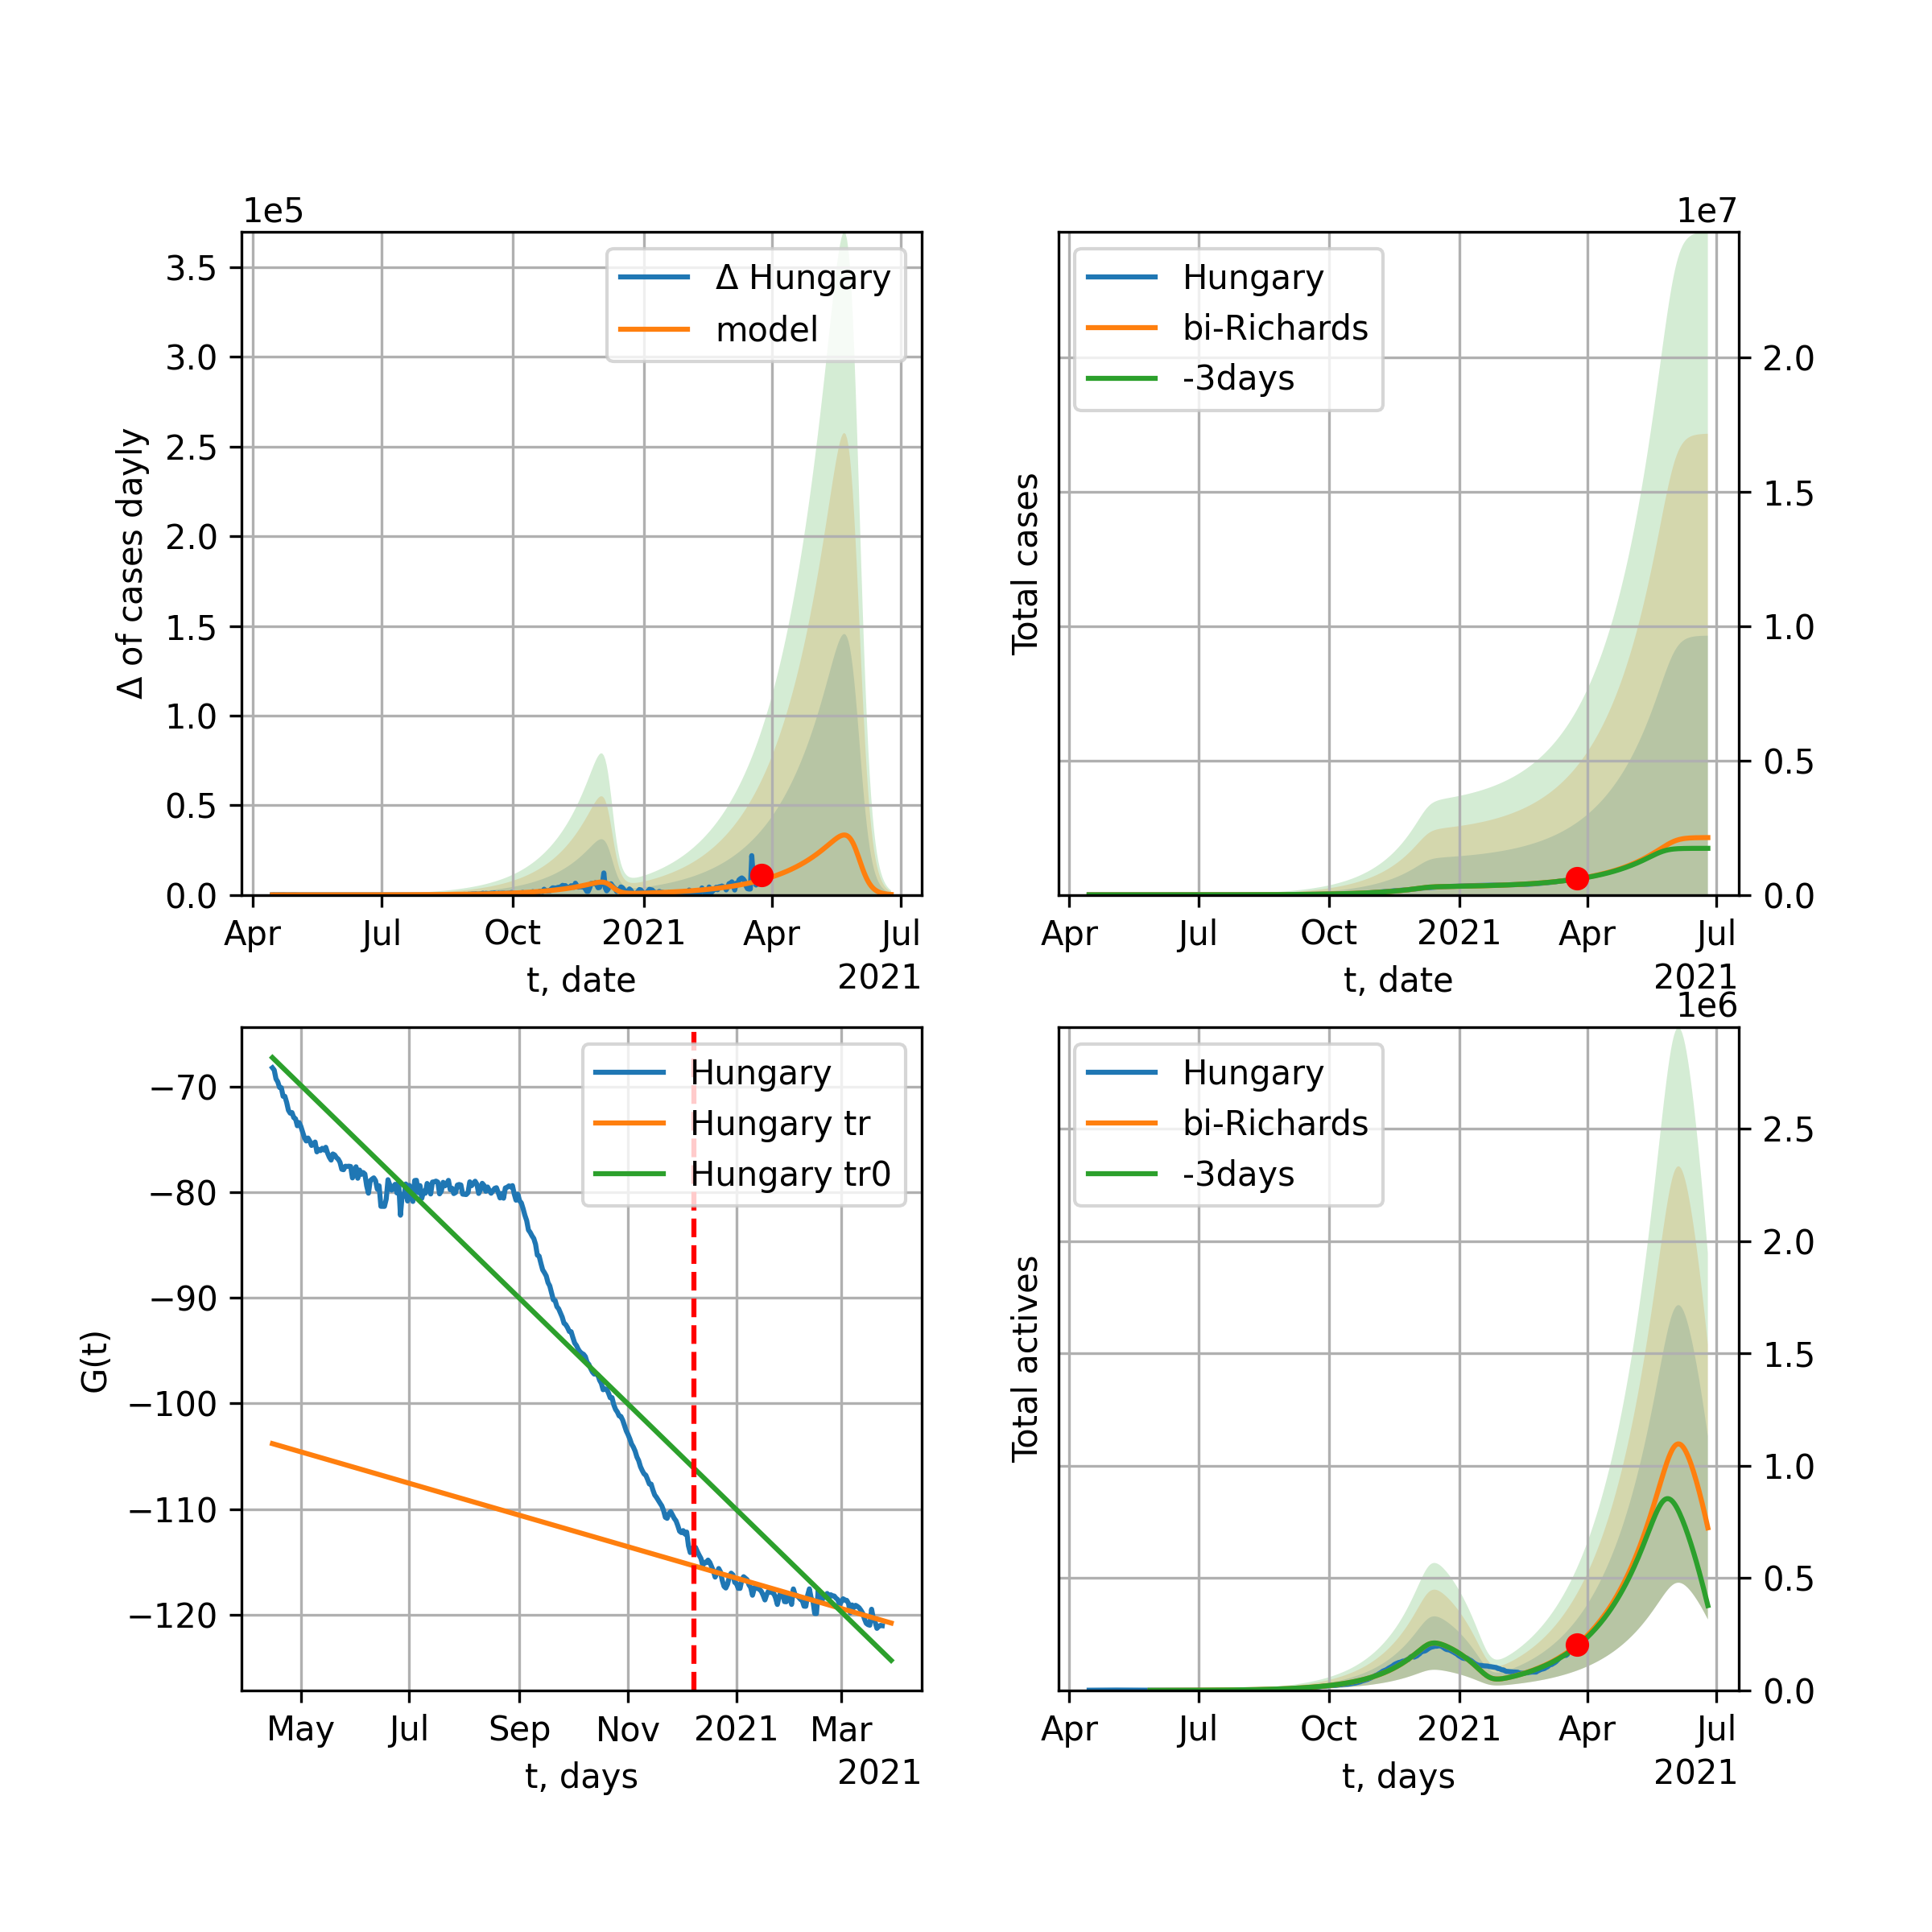 1e5
3.5
3.0
2.5
2.0
1.5
1.0
0.5
0.0
Δ of cases dayly
Δ Hungary
model
Apr Jul Oct 2021 Apr Jul
t, date
2021
1e7
Total cases
Hungary
bi-Richards
-3days
2.0
1.5
1.0
0.5
0.0
Apr Jul Oct 2021 Apr Jul
t, date
2021
−70
−80
−90
−100
−110
−120
G(t)
Hungary
Hungary tr
Hungary tr0
May Jul Sep Nov 2021 Mar
t, days
2021
1e6
Total actives
Hungary
bi-Richards
-3days
2.5
2.0
1.5
1.0
0.5
0.0
Apr Jul Oct 2021 Apr Jul
t, days
2021